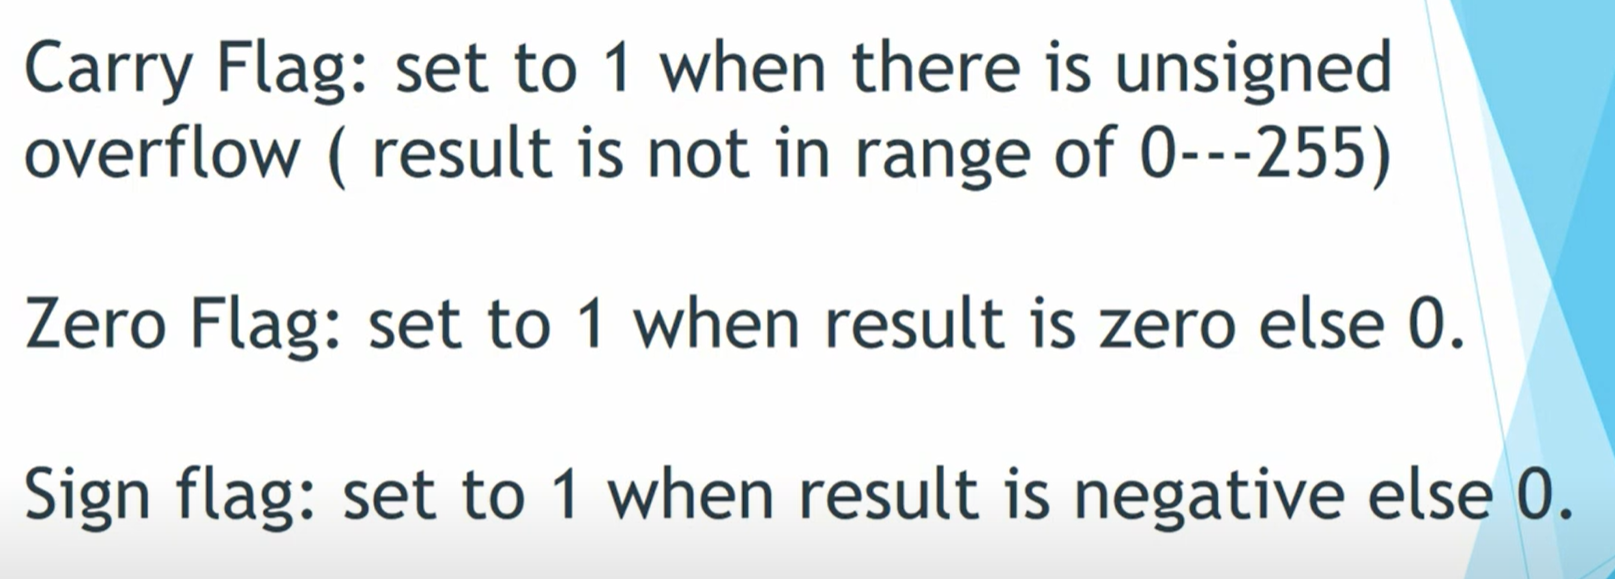 Carry Flag: set to 1 when there is unsigned
overflow ( result is not in range of 0---255)
Zero Flag: set to 1 when result is zero else 0.
Sign flag: set to 1 when result is negative else 0.